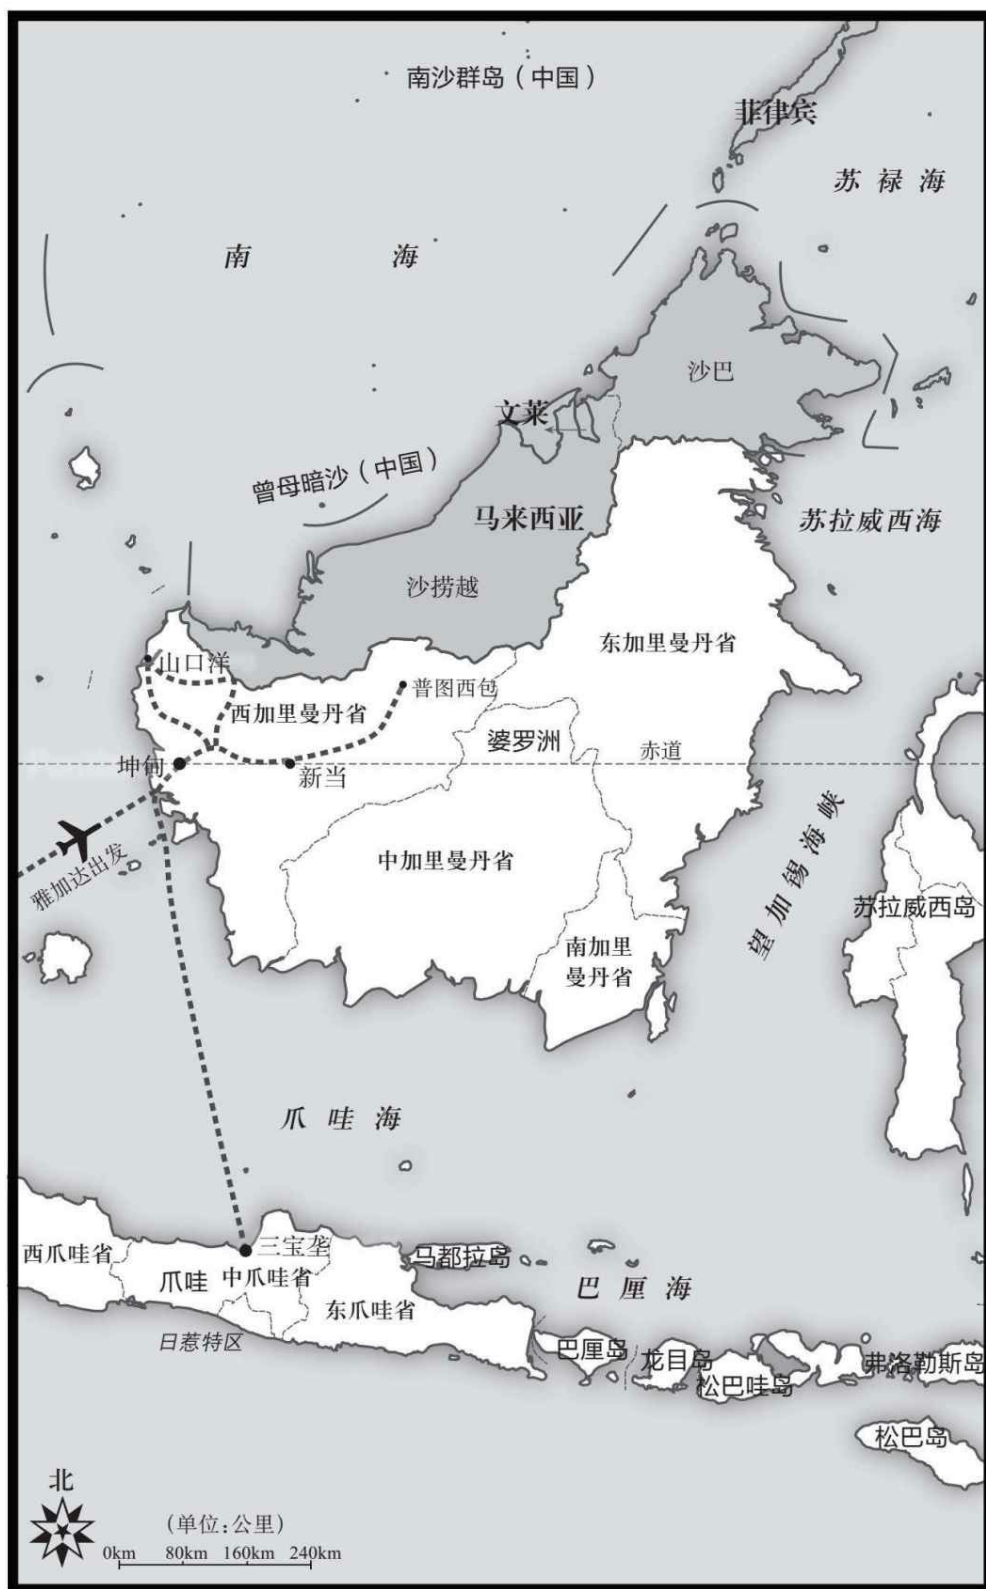 南沙群岛（中国）
菲律宾
苏禄海
南海
沙巴
文莱
曾母暗沙（中国）
马来西亚
苏拉威西海
沙捞越
东加里曼丹省
山口洋
普图西包
西加里曼丹省
婆罗洲
赤道
坤甸
新当
望加锡海峡
雅加达出发
中加里曼丹省
苏拉威西岛
南加里
曼丹省
爪哇海
西爪哇省
三宝垄
马都拉岛
爪哇
中爪哇省
巴厘海
东爪哇省
日惹特区
巴厘岛
龙目岛
松巴哇岛
弗洛勒斯岛
松巴岛
北
（单位：公里）
0km 80km 160km 240km